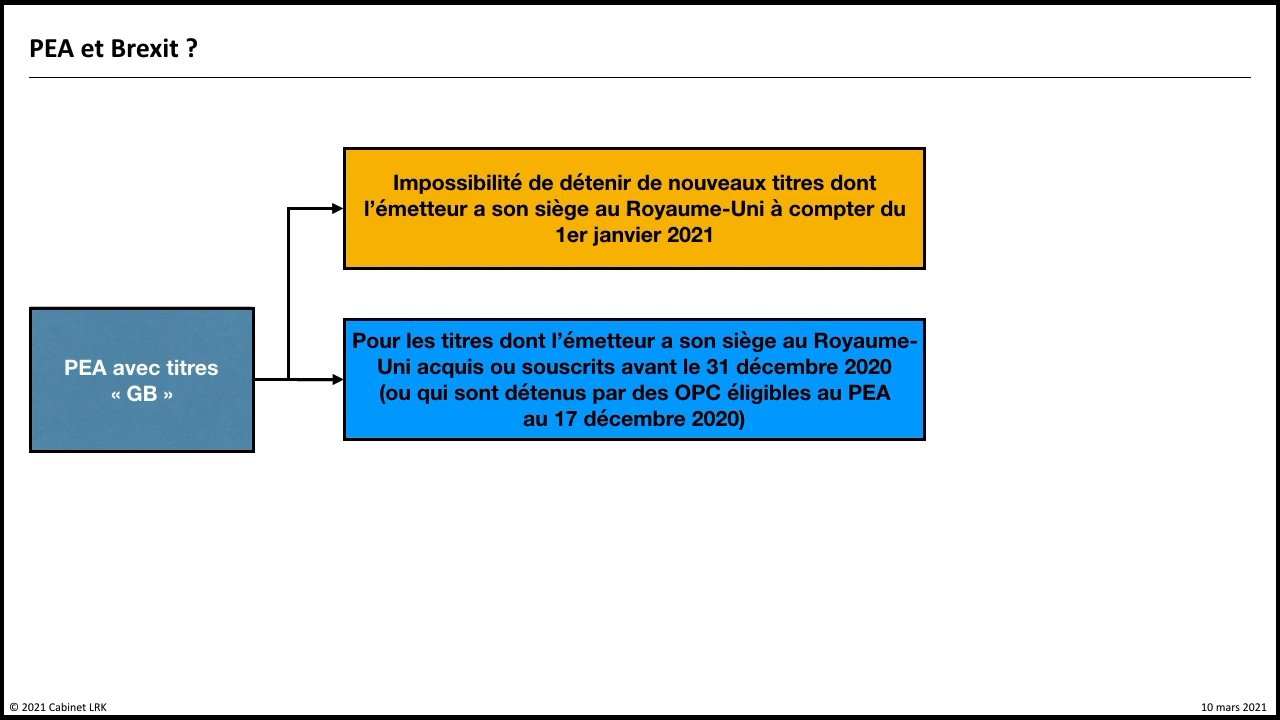 PEA et Brexit ?
Impossibilité de détenir de nouveaux titres dont
l’émetteur a son siège au Royaume-Uni à compter du
1er janvier 2021
PEA avec titres
« GB »
Pour les titres dont l’émetteur a son siège au Royaume-
Uni acquis ou souscrits avant le 31 décembre 2020
(ou qui sont détenus par des OPC éligibles au PEA
au 17 décembre 2020)
© 2021 Cabinet LRK
10 mars 2021